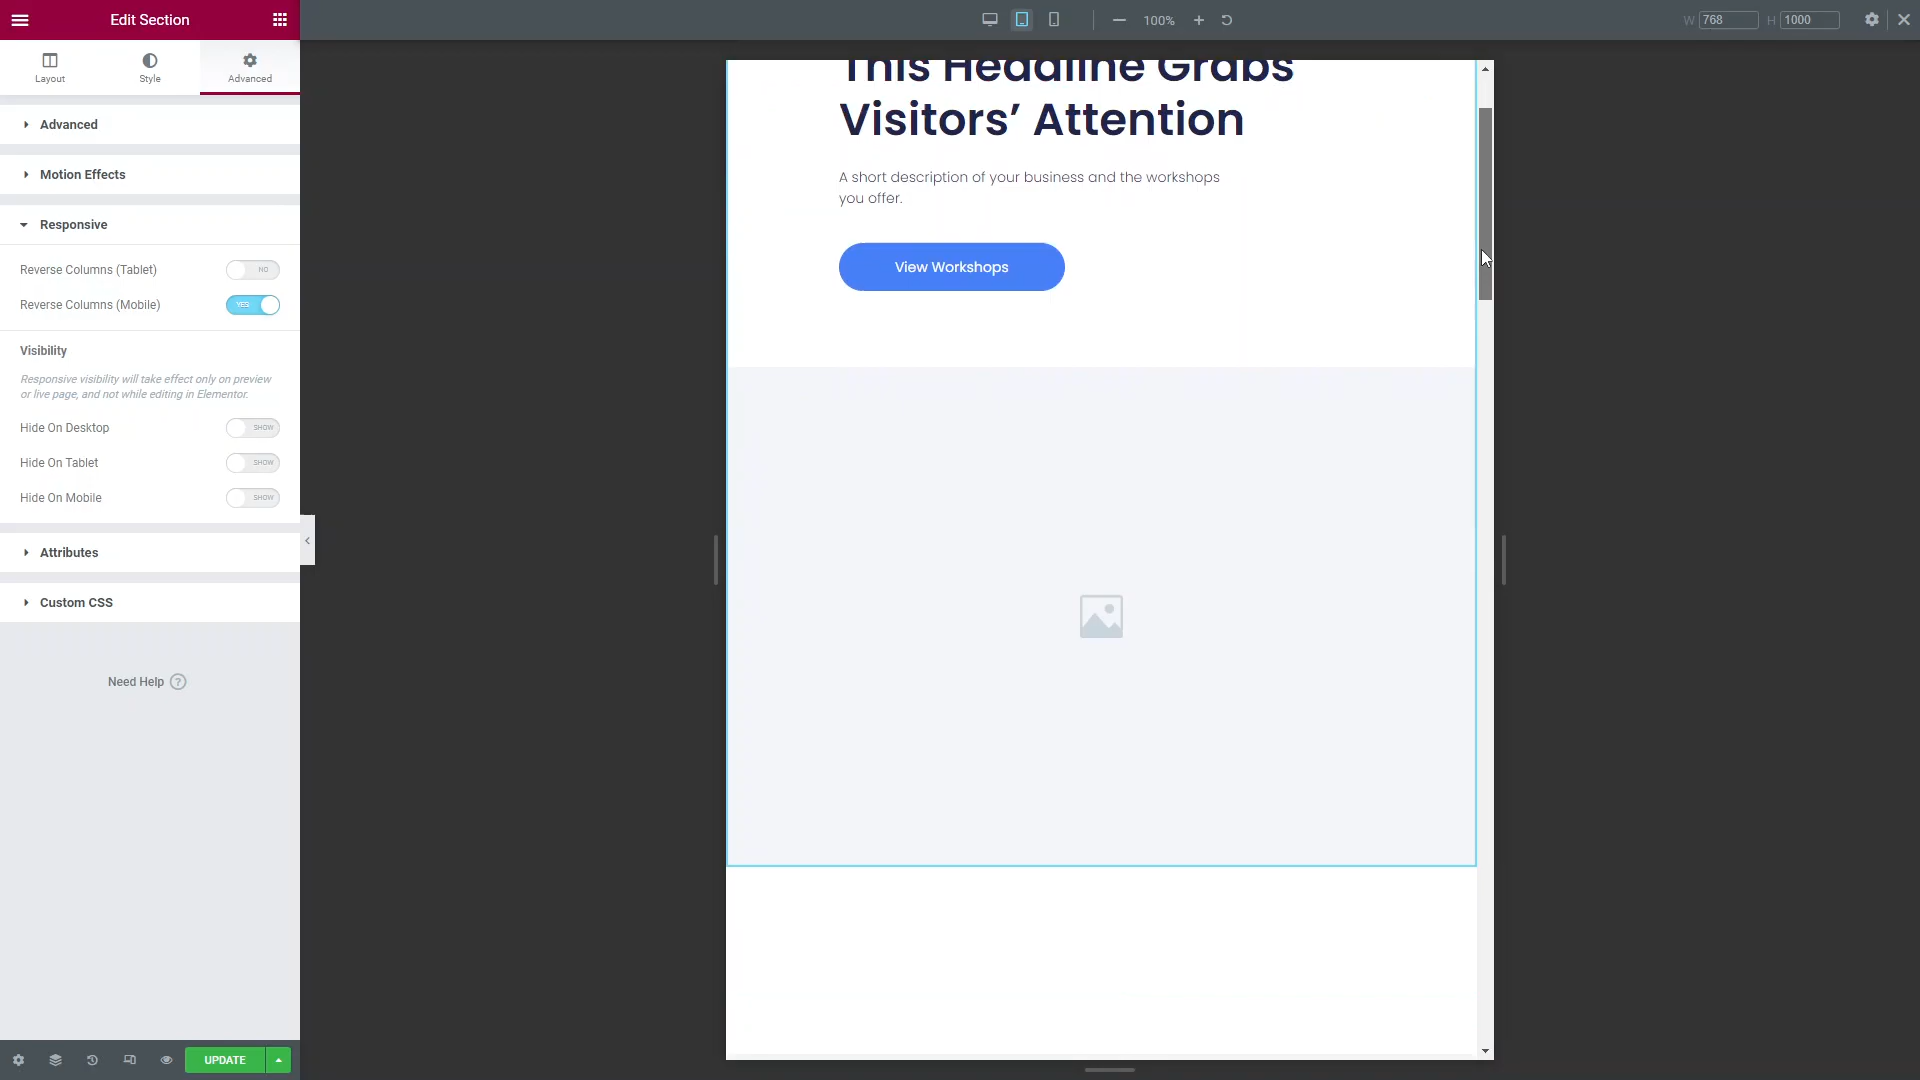 Edit Section
100%
W 768 H 1000
Layout
Style
Advanced
Advanced
Motion Effects
Responsive
Reverse Columns (Tablet) NO
Reverse Columns (Mobile) YES
Visibility
Responsive visibility will take effect only on preview
or live page, and not while editing in Elementor.
Hide On Desktop SHOW
Hide On Tablet SHOW
Hide On Mobile SHOW
Attributes
Custom CSS
Need Help ?
UPDATE
This Headline Grabs
Visitors’ Attention
A short description of your business and the workshops
you offer.
View Workshops